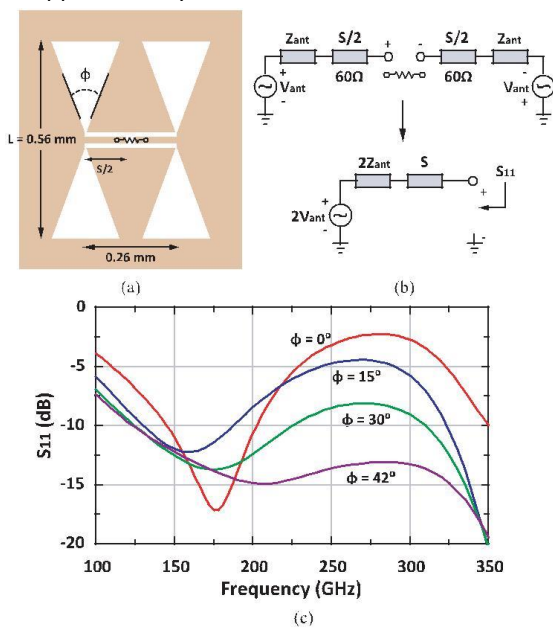 ϕ
L = 0.56 mm
S/2
0.26 mm
(a)
Zant S/2 + - S/2 Zant
60Ω 60Ω
+ Vant - Vant - +
2Zant S S11
+ 2Vant - + -
(b)
S11 (dB)
0
-5
-10
-15
-20
ϕ = 0°
ϕ = 15°
ϕ = 30°
ϕ = 42°
100 150 200 250 300 350
Frequency (GHz)
(c)